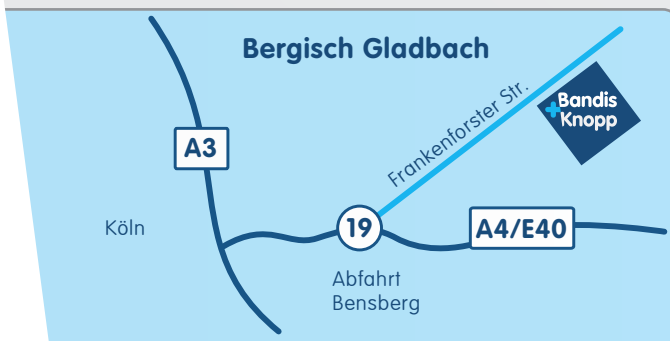 Bergisch Gladbach
Frankenforster Str.
Bandis
Knopp
A3
Köln
19
A4/E40
Abfahrt
Bensberg